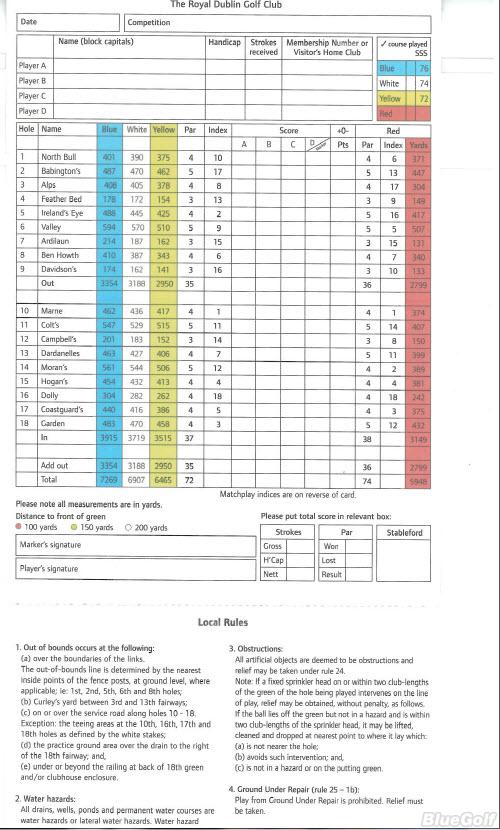 The Royal Dublin Golf Club
Date Competition
Name (block capitals) Handicap Strokes received Membership Number or Visitor's Home Club ✓ course played SSS
Player A Blue 76
Player B White 74
Player C Yellow 72
Player D Red
Hole Name Blue White Yellow Par Index Score +0- Red
A B C D Pts Par Index Yards
1 North Bull 401 390 375 4 10 4 6 371
2 Babington's 487 470 462 5 17 5 13 447
3 Alps 408 405 378 4 8 4 17 304
4 Feather Bed 178 172 154 3 13 3 9 149
5 Ireland's Eye 488 445 425 4 2 5 16 417
6 Valley 594 570 510 5 9 5 5 507
7 Ardilaun 214 187 162 3 15 3 15 131
8 Ben Howth 410 387 343 4 6 4 7 340
9 Davidson's 174 162 141 3 16 3 10 133
Out 3354 3188 2950 35 36 2799
10 Marne 462 436 417 4 1 4 1 374
11 Colt's 547 529 515 5 11 5 14 407
12 Campbell's 201 183 152 3 14 3 8 150
13 Dardanelles 463 427 406 4 7 5 11 399
14 Moran's 561 544 506 5 12 4 2 389
15 Hogan's 454 432 413 4 4 4 4 381
16 Dolly 304 282 262 4 18 4 18 242
17 Coastguard's 440 416 386 4 5 4 3 375
18 Garden 483 470 458 4 3 5 12 432
In 3915 3719 3515 37 38 3149
Add out 3354 3188 2950 35 36 2799
Total 7269 6907 6465 72 74 5948
Matchplay indices are on reverse of card.
Please note all measurements are in yards.
Distance to front of green
100 yards 150 yards 200 yards
Please put total score in relevant box:
Marker's signature
Player's signature
Strokes Par Stableford
Gross Won
H'Cap Lost
Nett Result
Local Rules
1. Out of bounds occurs at the following:
(a) over the boundaries of the links.
The out-of-bounds line is determined by the nearest
inside points of the fence posts, at ground level, where
applicable; ie: 1st, 2nd, 5th, 6th and 8th holes;
(b) Curley's yard between 3rd and 13th fairways;
(c) on or over the service road along holes 10 - 18.
Exception: the teeing areas at the 10th, 16th, 17th and
18th holes as defined by the white stakes;
(d) the practice ground area over the drain to the right
of the 18th fairway; and,
(e) under or beyond the railing at back of 18th green
and/or clubhouse enclosure.
2. Water hazards:
All drains, wells, ponds and permanent water courses are
water hazards or lateral water hazards. Water hazard
3. Obstructions:
All artificial objects are deemed to be obstructions and
relief may be taken under rule 24.
Note: If a fixed sprinkler head on or within two club-lengths
of the green of the hole being played intervenes on the line
of play, relief may be obtained, without penalty, as follows.
If the ball lies off the green but not in a hazard and is within
two club-lengths of the sprinkler head, it may be lifted,
cleaned and dropped at nearest point to where it lay which:
(a) is not nearer the hole;
(b) avoids such intervention; and,
(c) is not in a hazard or on the putting green.
4. Ground Under Repair (rule 25 - 1b):
Play from Ground Under Repair is prohibited. Relief must
be taken.
BlueGolf